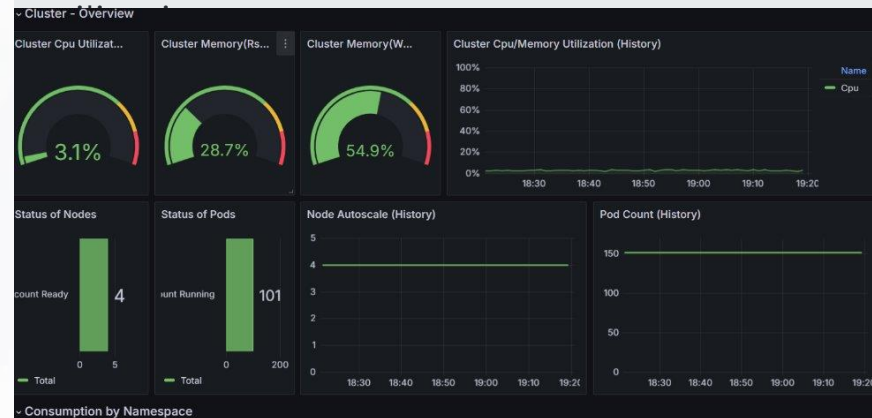 Cluster - Overview
Cluster Cpu Utilizat...
3.1%
Cluster Memory(Rs...
28.7%
Cluster Memory(W...
54.9%
Cluster Cpu/Memory Utilization (History)
100%
80%
60%
40%
20%
0%
18:30 18:40 18:50 19:00 19:10 19:20
Name
Cpu
Status of Nodes
count Ready
4
0 5
Total
Status of Pods
unt Running
101
0 200
Total
Node Autoscale (History)
5
4
3
2
1
0
18:30 18:40 18:50 19:00 19:10 19:20
Pod Count (History)
150
100
50
0
18:30 18:40 18:50 19:00 19:10 19:20
Consumption by Namespace